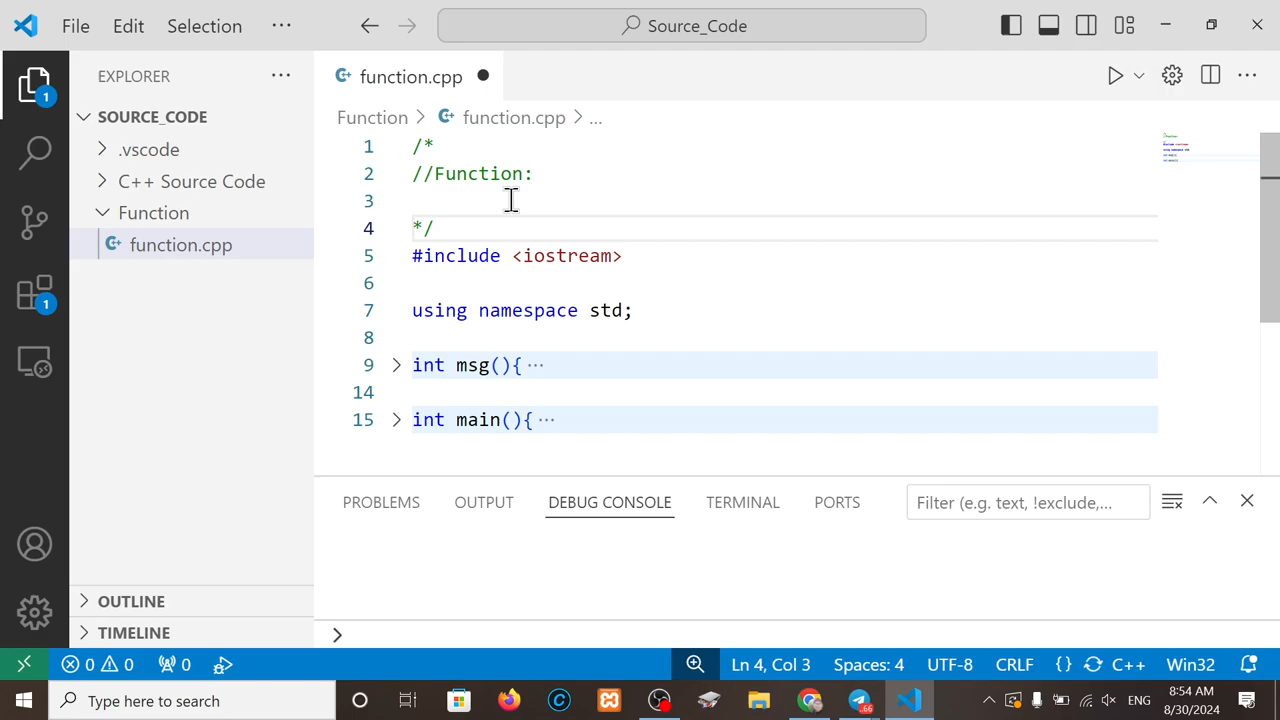 File Edit Selection ··· Source_Code
EXPLORER ···
SOURCE_CODE
.vscode
C++ Source Code
Function
function.cpp
OUTLINE
TIMELINE
1
1
function.cpp
Function > function.cpp > ...
1 /*
2 //Function:
3
4 */
5 #include <iostream>
6
7 using namespace std;
8
9 int msg(){ ···
14
15 int main(){ ···
PROBLEMS OUTPUT DEBUG CONSOLE TERMINAL PORTS Filter (e.g. text, !exclude,...
0 0 0 Ln 4, Col 3 Spaces: 4 UTF-8 CRLF {} C++ Win32
Type here to search
66
ENG
8:54 AM
8/30/2024